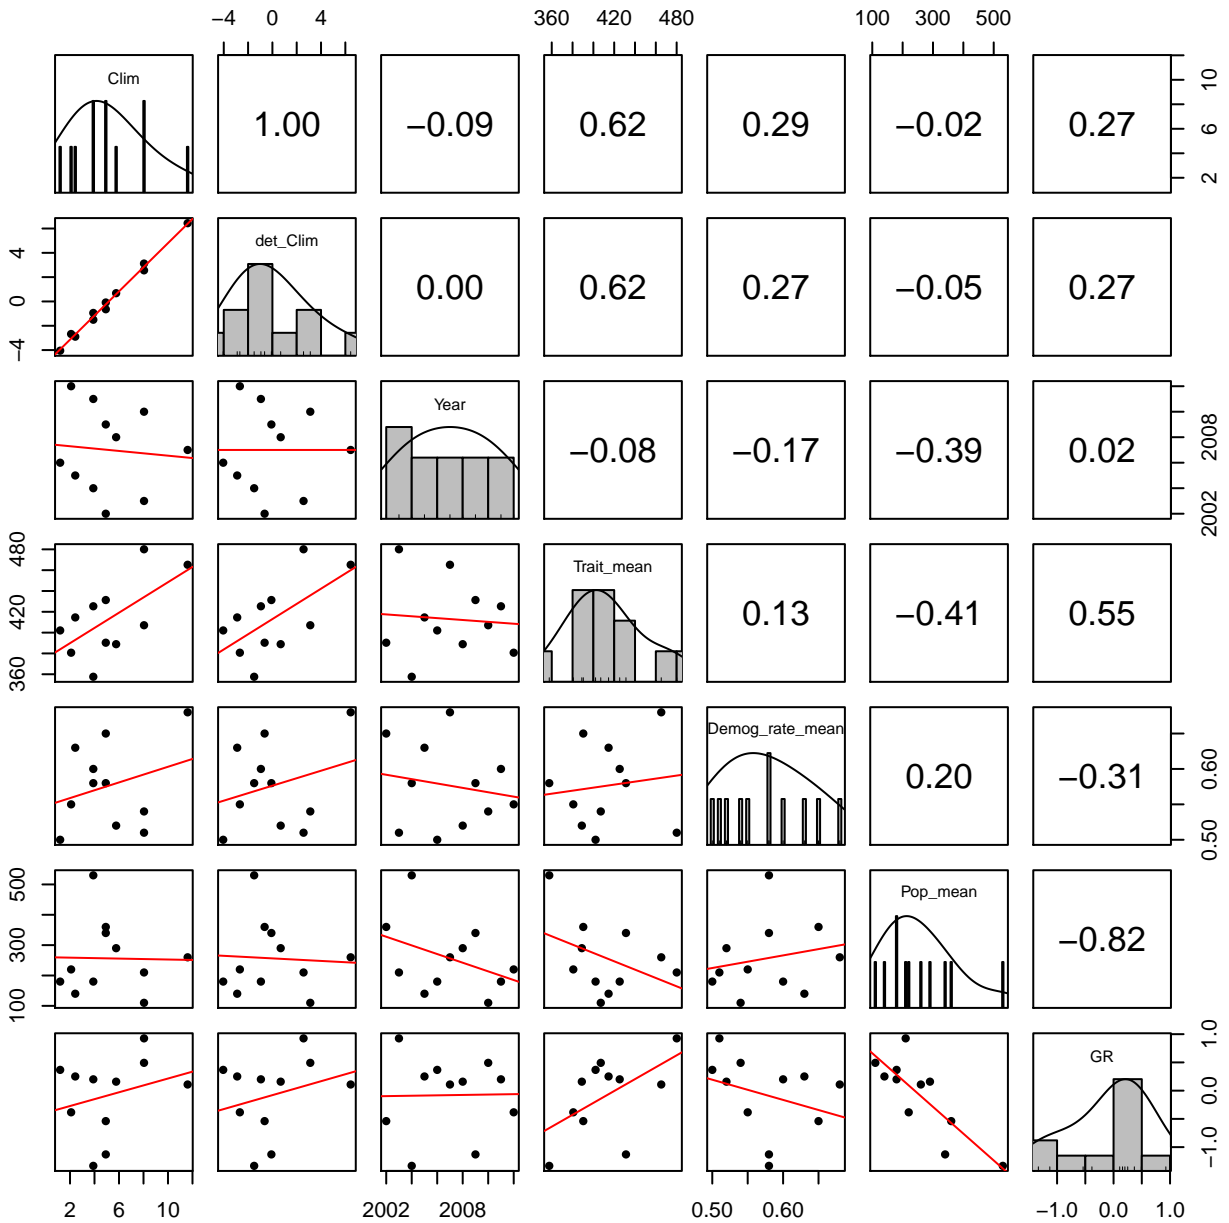 −4 0 4 360 420 480 100 300 500
Clim
1.00 −0.09 0.62 0.29 −0.02 0.27
2 6 10
−4 0 4
det_Clim
0.00 0.62 0.27 −0.05 0.27
Year
−0.08 −0.17 −0.39 0.02
2002 2008
360 420 480
Trait_mean
0.13 −0.41 0.55
Demog_rate_mean
0.20 −0.31
0.50 0.60
100 300 500
Pop_mean
−0.82
GR
−1.0 0.0 1.0
2 6 10 2002 2008 0.50 0.60 −1.0 0.0 1.0